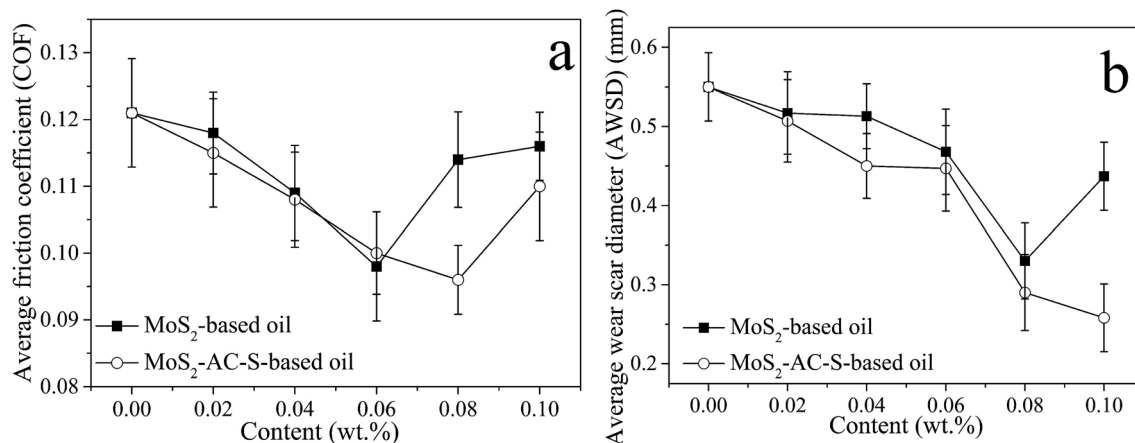 a
0.13
0.12
0.11
0.10
0.09
0.08
Average friction coefficient (COF)
MoS₂-based oil
MoS₂-AC-S-based oil
0.00 0.02 0.04 0.06 0.08 0.10
Content (wt.%)
b
0.6
0.5
0.4
0.3
0.2
Average wear scar diameter (AWSD) (mm)
MoS₂-based oil
MoS₂-AC-S-based oil
0.00 0.02 0.04 0.06 0.08 0.10
Content (wt.%)